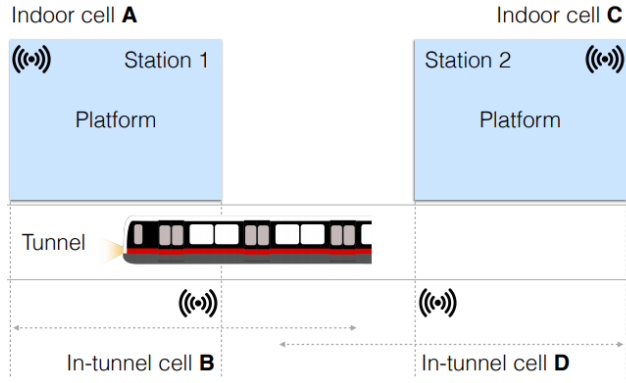 Indoor cell A
Indoor cell C
Station 1
Station 2
Platform
Platform
Tunnel
In-tunnel cell B
In-tunnel cell D